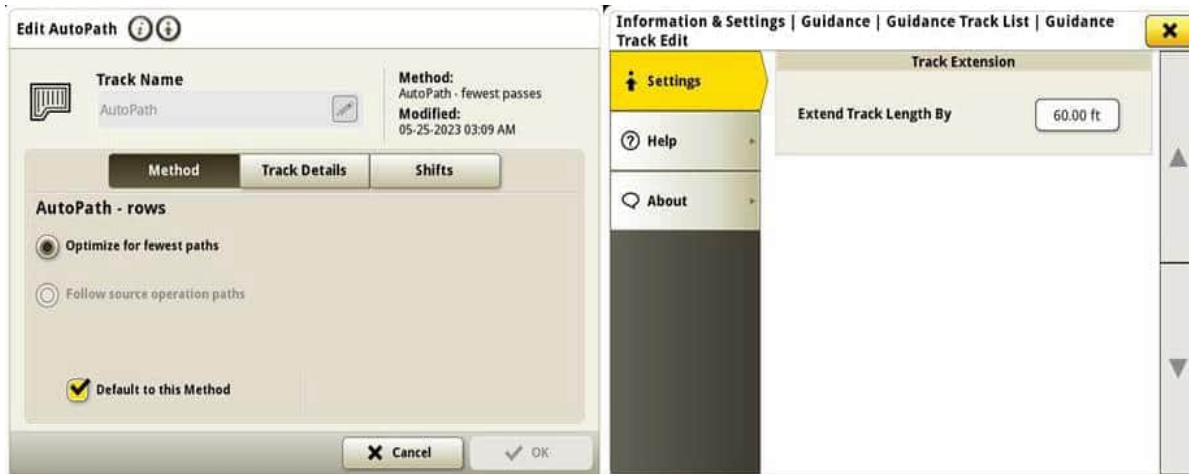 Edit AutoPath
Track Name
AutoPath
Method:
AutoPath - fewest passes
Modified:
05-25-2023 03:09 AM
Method
Track Details
Shifts
AutoPath - rows
Optimize for fewest paths
Follow source operation paths
Default to this Method
Cancel
OK
Information & Settings | Guidance | Guidance Track List | Guidance
Track Edit
Settings
Help
About
Track Extension
Extend Track Length By
60.00 ft